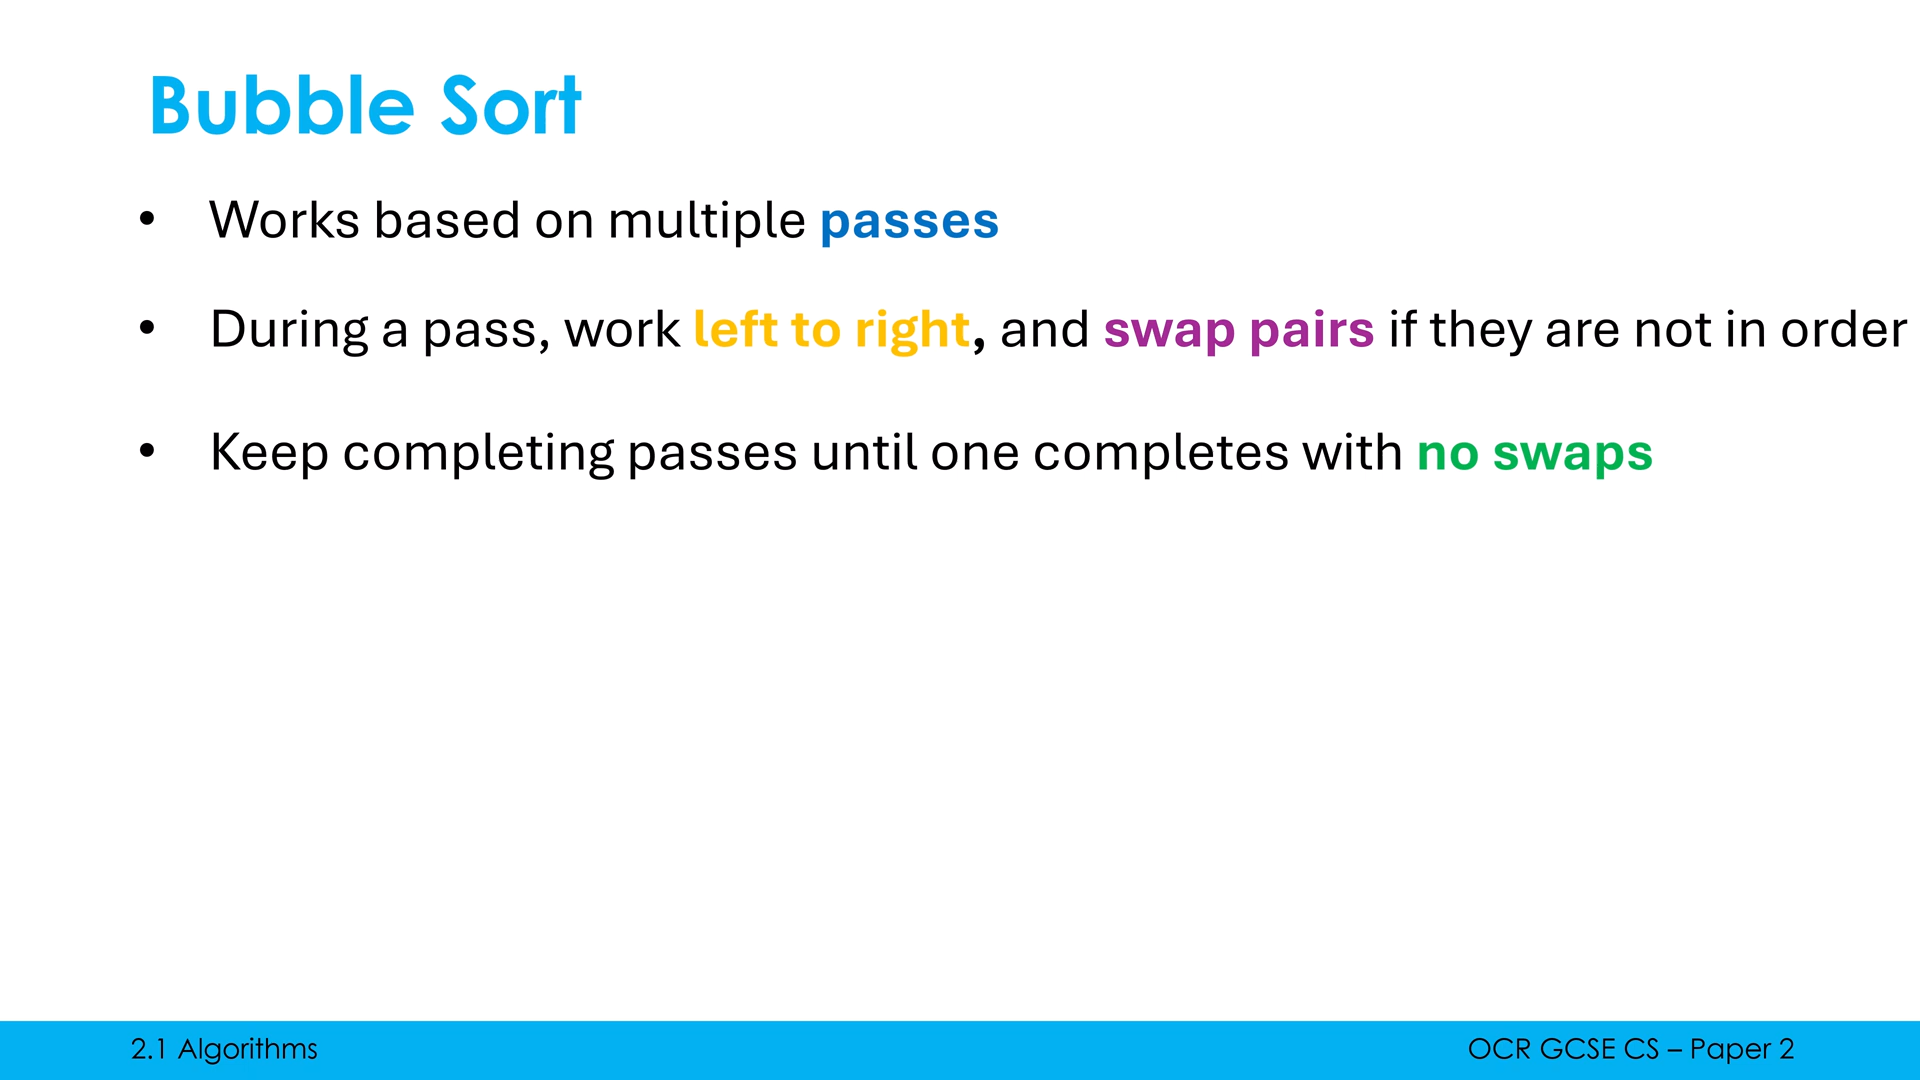 Bubble Sort
• Works based on multiple passes
• During a pass, work left to right, and swap pairs if they are not in order
• Keep completing passes until one completes with no swaps
2.1 Algorithms
OCR GCSE CS – Paper 2